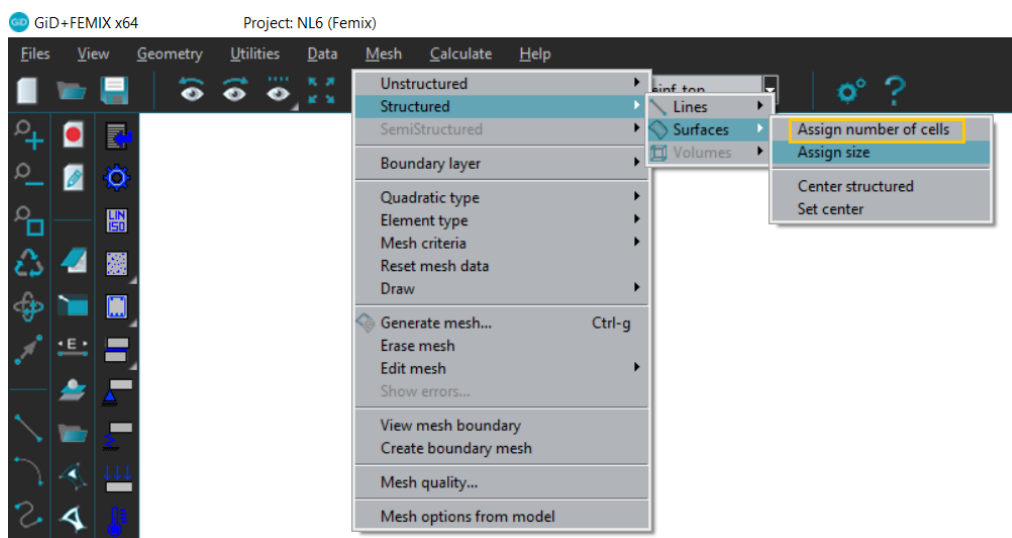 GiD GiD+FEMIX x64 Project: NL6 (Femix)
Files View Geometry Utilities Data Mesh Calculate Help
Unstructured
Structured
SemiStructured
Boundary layer
Quadratic type
Element type
Mesh criteria
Reset mesh data
Draw
Generate mesh... Ctrl-g
Erase mesh
Edit mesh
Show errors...
View mesh boundary
Create boundary mesh
Mesh quality...
Mesh options from model
Lines
Surfaces
Volumes
Assign number of cells
Assign size
Center structured
Set center
?
LIN
ISO
E